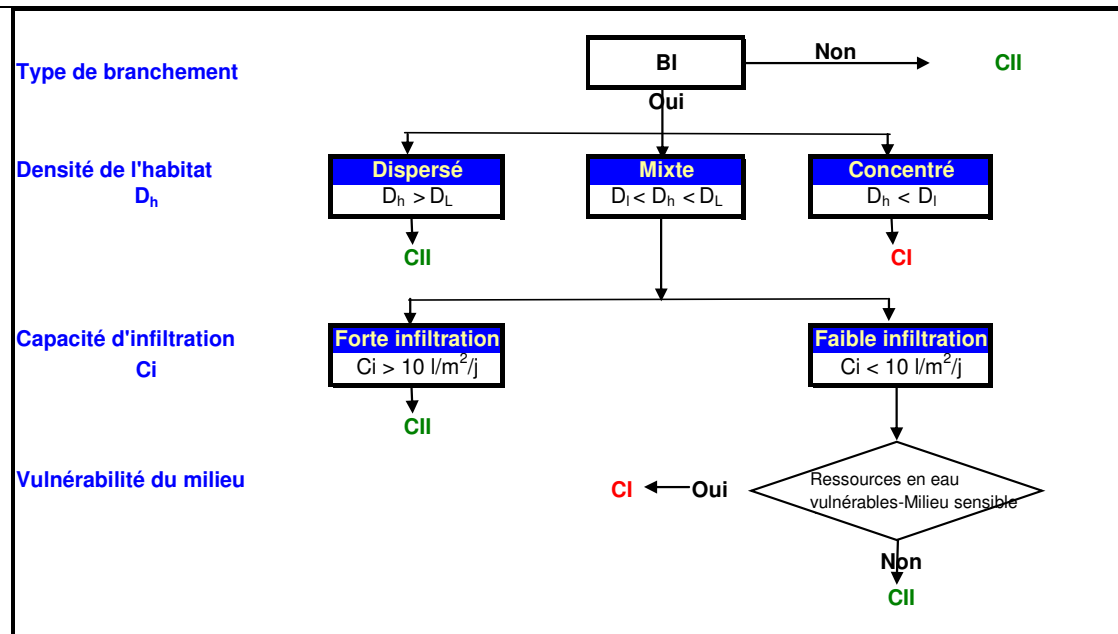 Type de branchement
BI
Non
CII
Oui
Densité de l'habitat
Dh
Dispersé
Dh > DL
Mixte
Dl < Dh < DL
Concentré
Dh < Dl
CII
CI
Capacité d'infiltration
Ci
Forte infiltration
Ci > 10 l/m²/j
Faible infiltration
Ci < 10 l/m²/j
CII
Vulnérabilité du milieu
CI
Oui
Ressources en eau
vulnérables-Milieu sensible
Non
CII